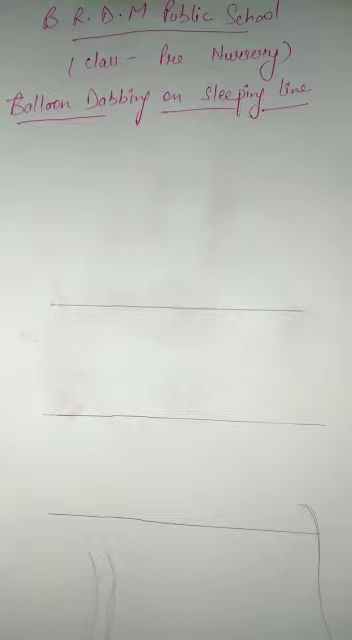 B. R. D. M Public School
(Class - Pre Nursery)
Balloon Dabbing on Sleeping line